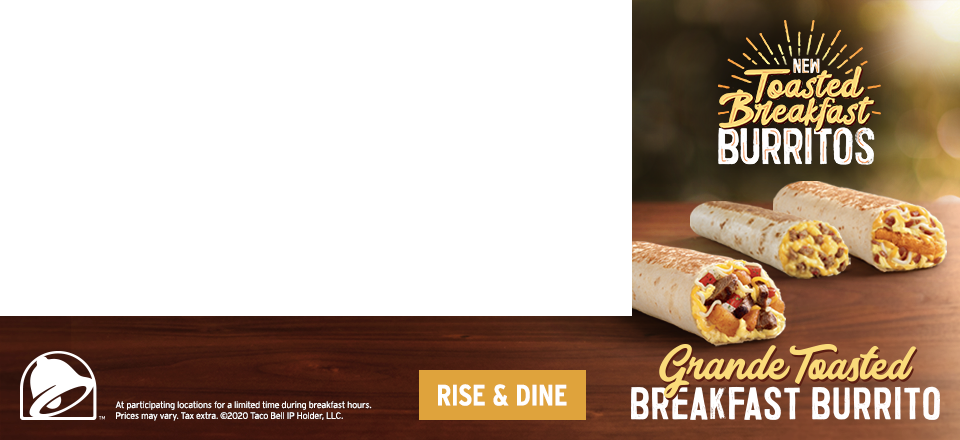 NEW
Toasted
Breakfast
BURRITOS
Grande Toasted
BREAKFAST BURRITO
RISE & DINE
At participating locations for a limited time during breakfast hours.
Prices may vary. Tax extra. ©2020 Taco Bell IP Holder, LLC.
TM